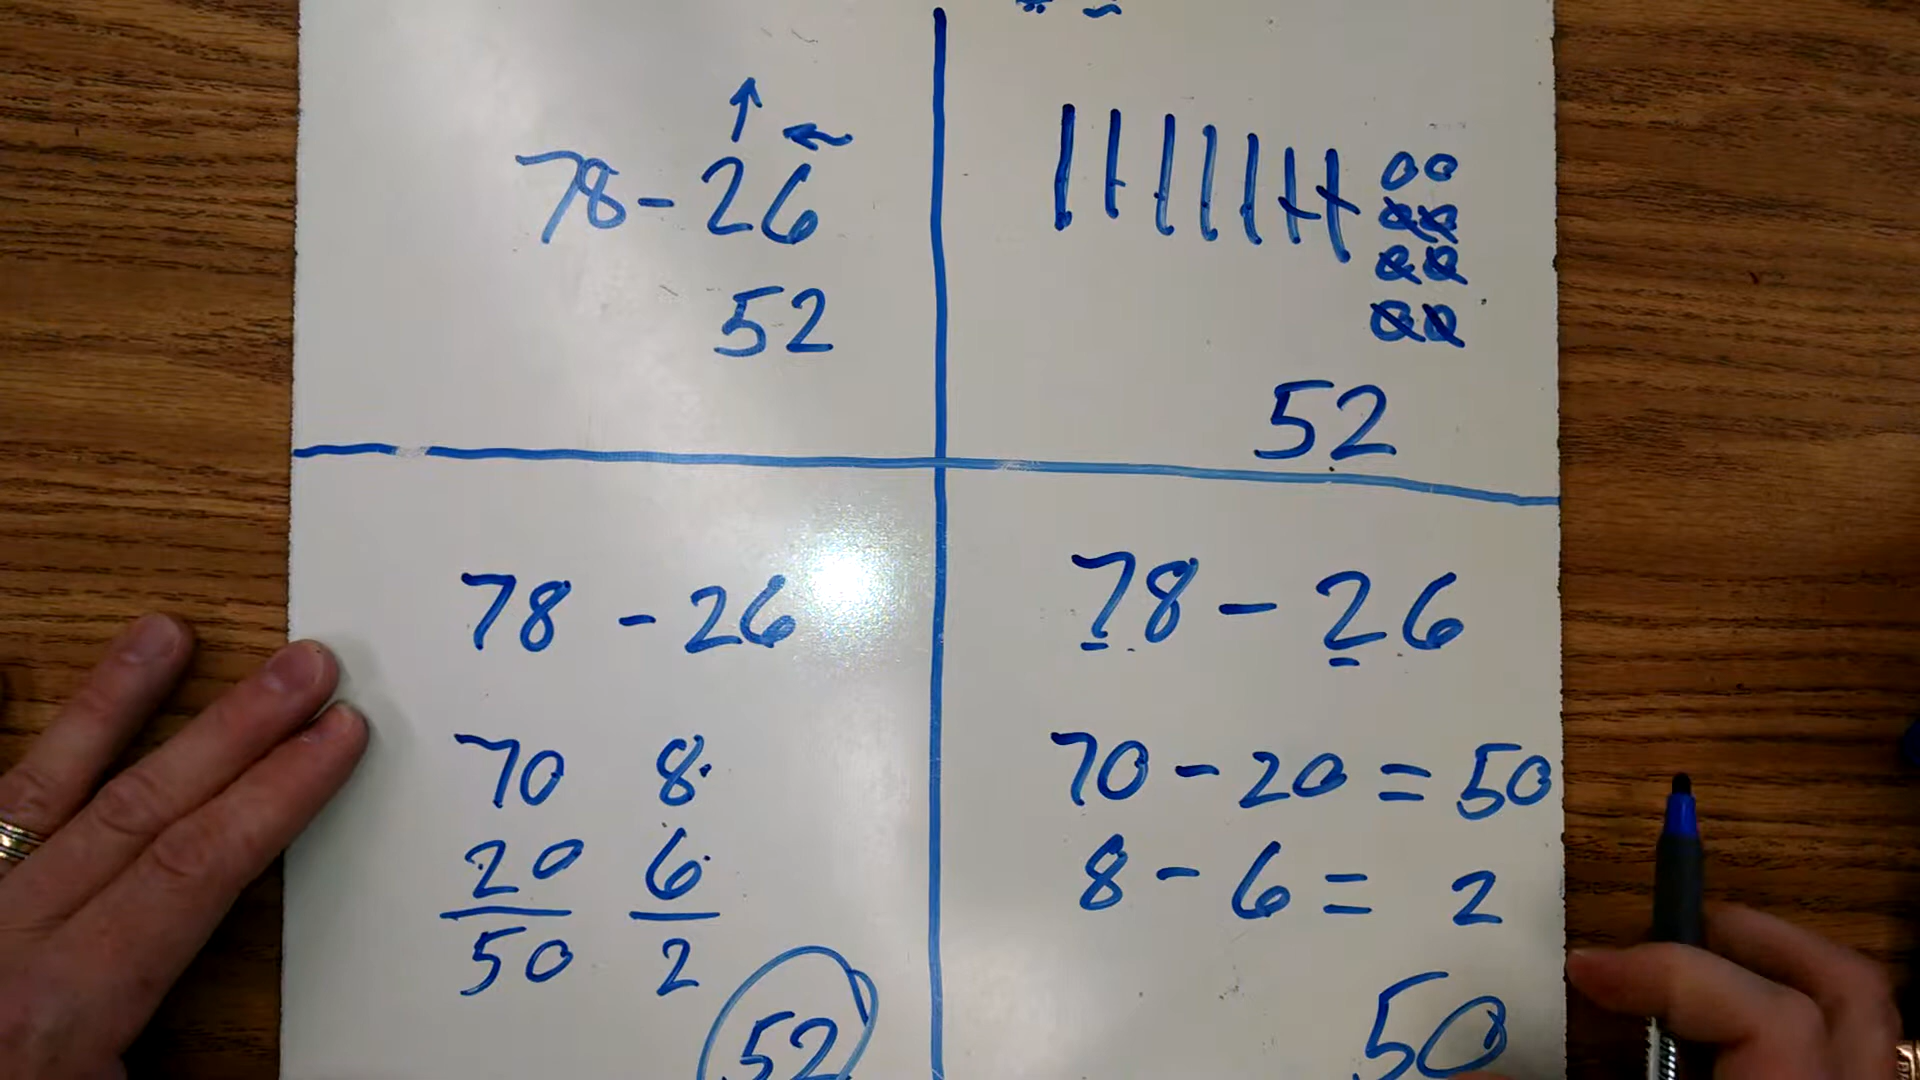 78 - 26
52
52
78 - 26
70 8
20 6
50 2
52
78 - 26
70 - 20 = 50
8 - 6 = 2
50